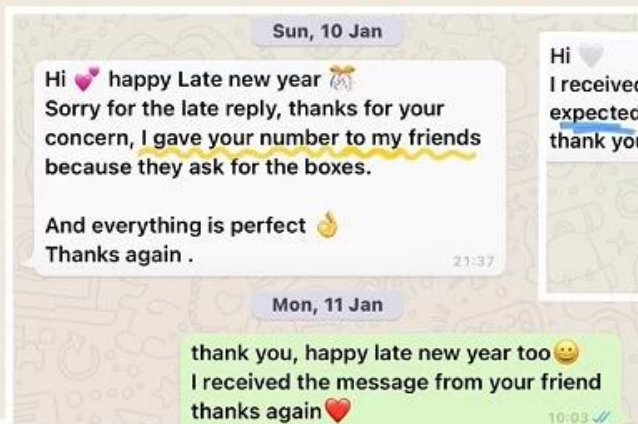 Sun, 10 Jan
Hi 💕 happy Late new year 🎊
Sorry for the late reply, thanks for your
concern, I gave your number to my friends
because they ask for the boxes.
And everything is perfect 👌
Thanks again .
21:37
Mon, 11 Jan
thank you, happy late new year too😀
I received the message from your friend
thanks again❤️
10:03
Hi 🤍
I received
expected
thank you